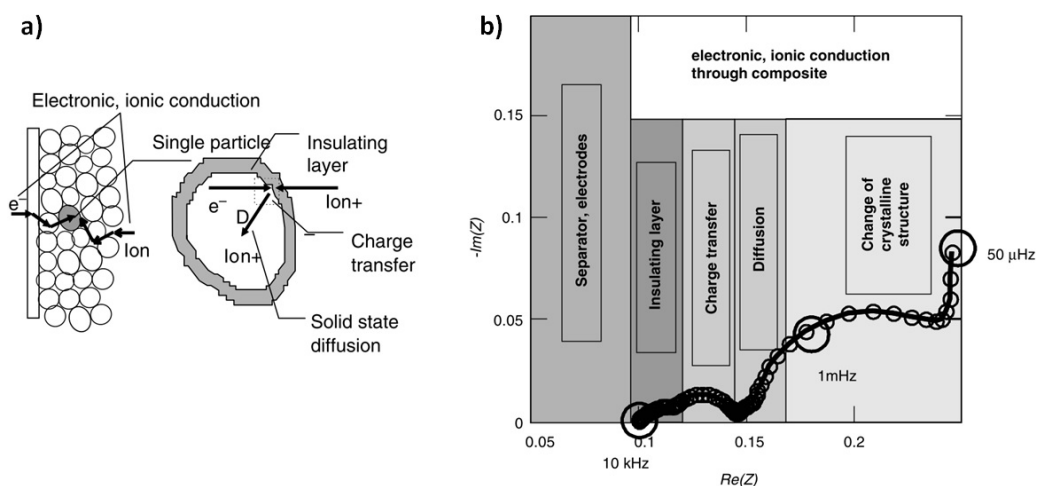 a)
Electronic, ionic conduction
Single particle
Insulating
layer
e-
Ion
e-
Ion+
D
Ion+
Charge
transfer
Solid state
diffusion
b)
electronic, ionic conduction
through composite
Separator, electrodes
Insulating layer
Charge transfer
Diffusion
Change of
crystalline
structure
-Im(Z)
0.15
0.1
0.05
0
0.05
0.1
0.15
0.2
10 kHz
1mHz
50 μHz
Re(Z)